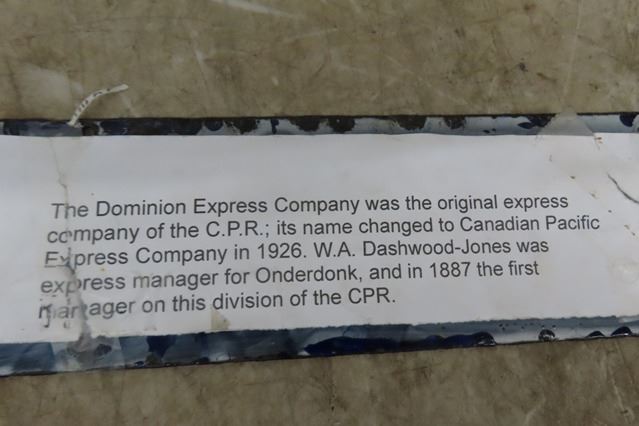 The Dominion Express Company was the original express
company of the C.P.R.; its name changed to Canadian Pacific
Express Company in 1926. W.A. Dashwood-Jones was
express manager for Onderdonk, and in 1887 the first
manager on this division of the CPR.